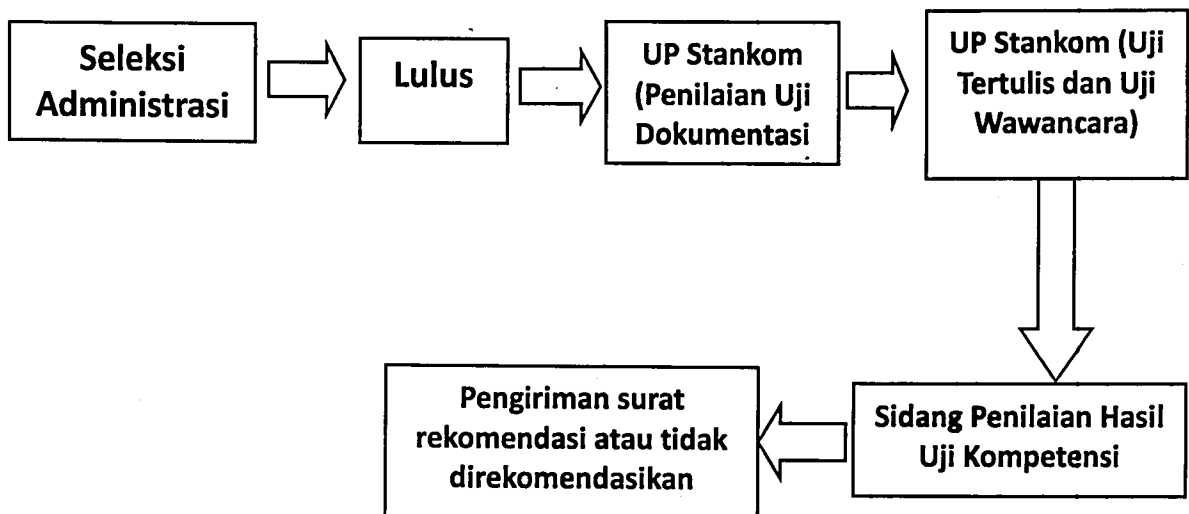 Seleksi
Administrasi
Lulus
UP Stankom
(Penilaian Uji
Dokumentasi
UP Stankom (Uji
Tertulis dan Uji
Wawancara)
Sidang Penilaian Hasil
Uji Kompetensi
Pengiriman surat
rekomendasi atau tidak
direkomendasikan